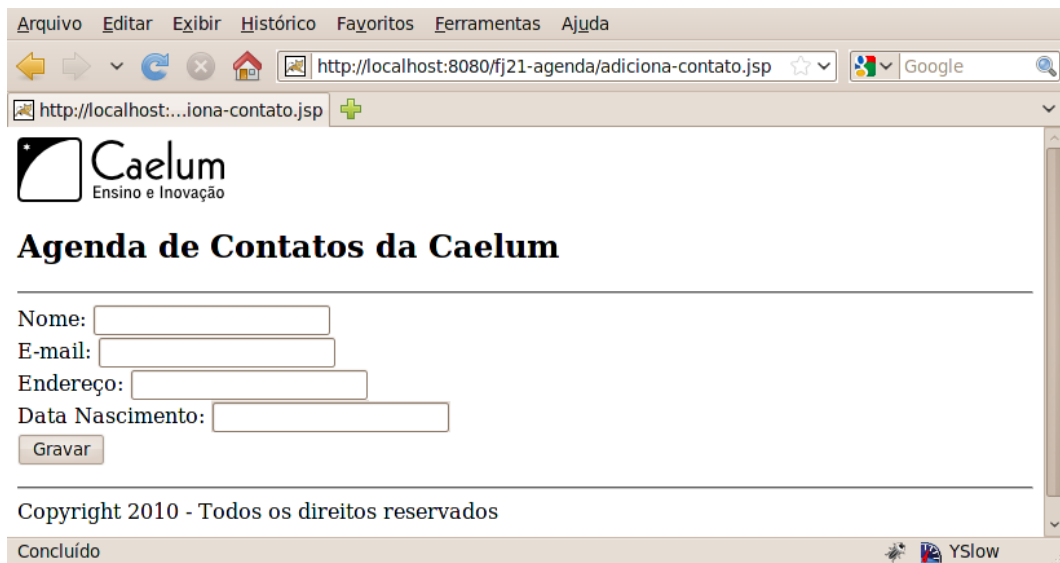 Arquivo Editar Exibir Histórico Favoritos Ferramentas Ajuda
http://localhost:8080/fj21-agenda/adiciona-contato.jsp Google
http://localhost:...iona-contato.jsp
Caelum
Ensino e Inovação
Agenda de Contatos da Caelum
Nome:
E-mail:
Endereço:
Data Nascimento:
Gravar
Copyright 2010 - Todos os direitos reservados
Concluído YSlow